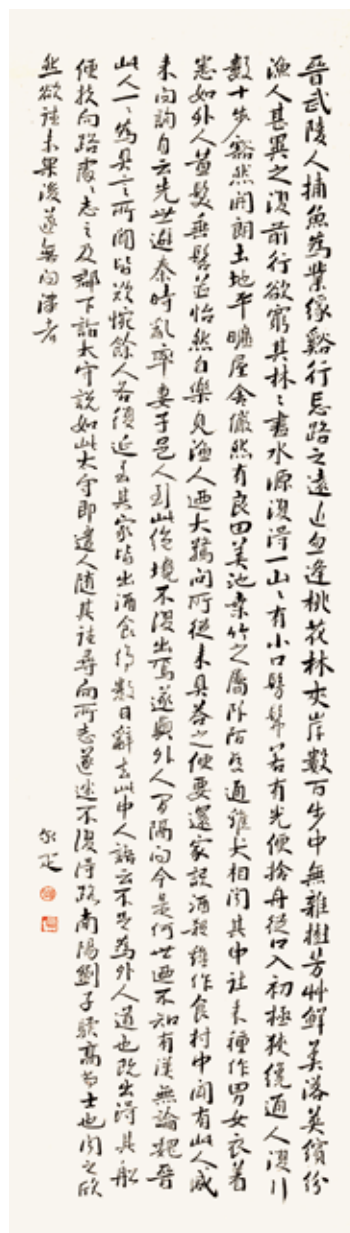 晉武陵人捕魚為業緣谿行忘路之遠近忽逢桃花林夾岸數百步中無雜樹芳艸鮮美落英繽紛
漁人甚異之復前行欲窮其林〻盡水源復得一山〻有小口髣髴若有光便捨舟從口入初極狹纔通人復行
數十步豁然開朗土地平曠屋舍儼然有良田美池桑竹之屬阡陌交通雞犬相聞其中往來種作男女衣著
悉如外人黃髮垂髫並怡然自樂見漁人迺大驚問所從來具答之便要還家設酒殺雞作食村中聞有此人咸
來問訊自云先世避秦時亂率妻子邑人到此絕境不復出焉遂與外人間隔問今是何世迺不知有漢無論魏晉
此人一〻為具言所聞皆歎惋餘人各復延至其家皆出酒食停數日辭去此中人語云不足為外人道也既出得其船
便扶向路處〻志之及郡下詣太守說如此太守即遣人隨其往尋向所志遂迷不復得路南陽劉子驥高尚士也聞之欣
然欲往未果後遂無問津者